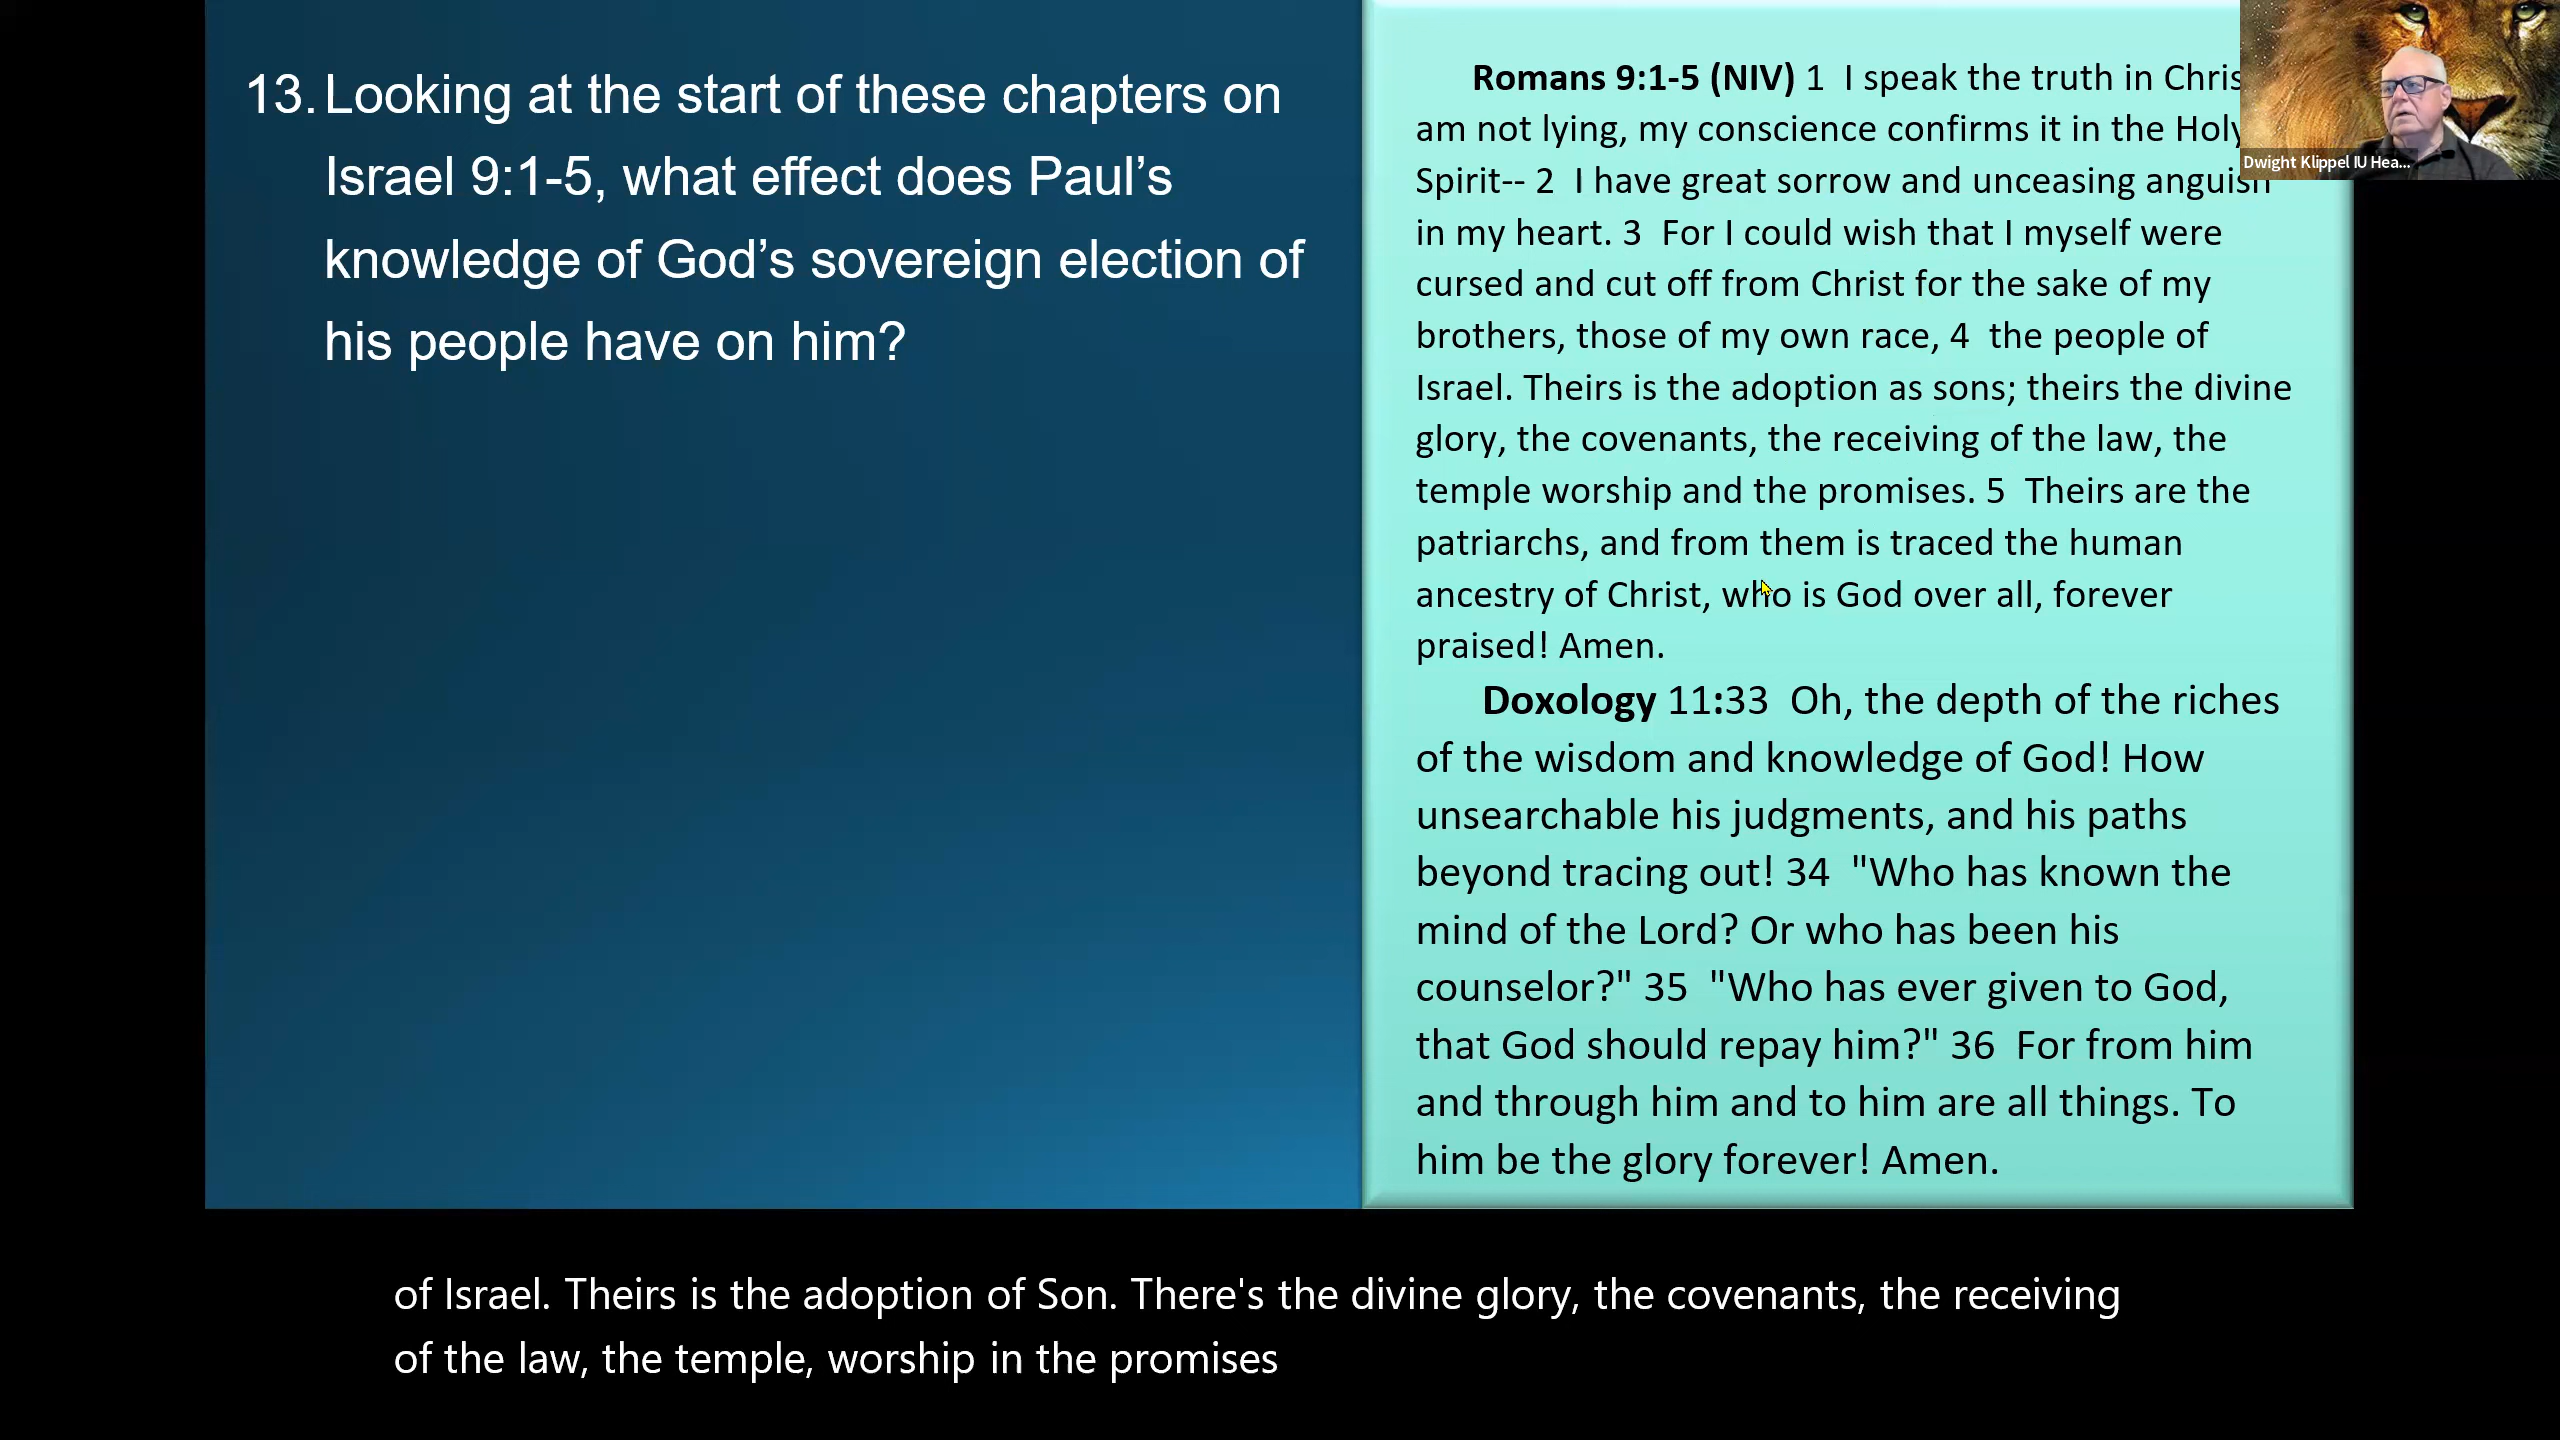 13. Looking at the start of these chapters on
Israel 9:1-5, what effect does Paul’s
knowledge of God’s sovereign election of
his people have on him?
Romans 9:1-5 (NIV) 1 I speak the truth in Chris
am not lying, my conscience confirms it in the Holy
Spirit-- 2 I have great sorrow and unceasing anguish
in my heart. 3 For I could wish that I myself were
cursed and cut off from Christ for the sake of my
brothers, those of my own race, 4 the people of
Israel. Theirs is the adoption as sons; theirs the divine
glory, the covenants, the receiving of the law, the
temple worship and the promises. 5 Theirs are the
patriarchs, and from them is traced the human
ancestry of Christ, who is God over all, forever
praised! Amen.
Doxology 11:33 Oh, the depth of the riches
of the wisdom and knowledge of God! How
unsearchable his judgments, and his paths
beyond tracing out! 34 "Who has known the
mind of the Lord? Or who has been his
counselor?" 35 "Who has ever given to God,
that God should repay him?" 36 For from him
and through him and to him are all things. To
him be the glory forever! Amen.
Dwight Klippel IU Hea...
of Israel. Theirs is the adoption of Son. There's the divine glory, the covenants, the receiving
of the law, the temple, worship in the promises